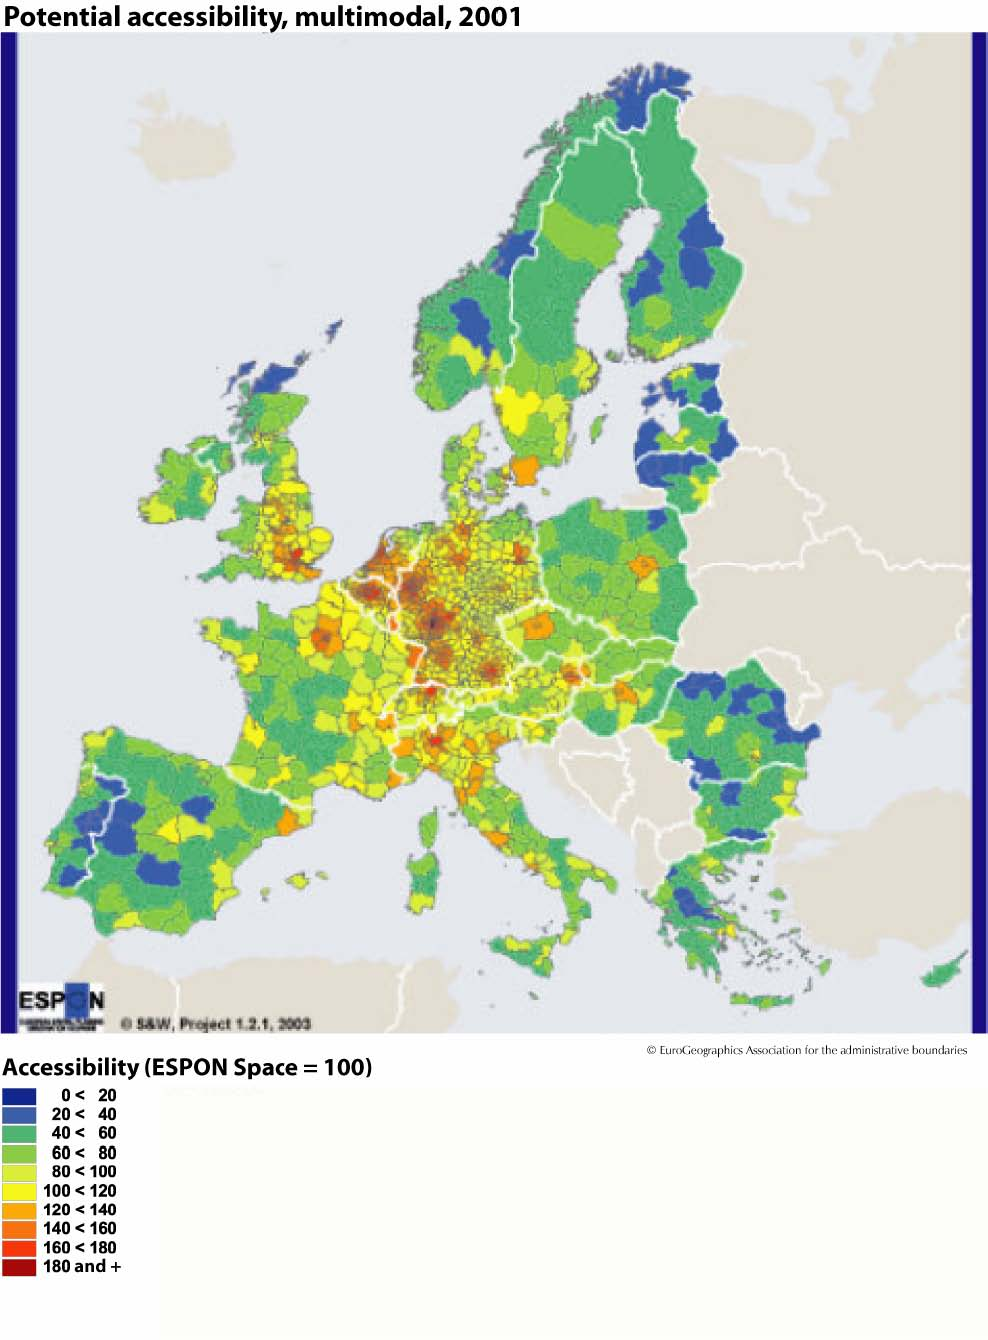 Potential accessibility, multimodal, 2001
ESPON
© S&W, Project 1.2.1, 2003
© EuroGeographics Association for the administrative boundaries
Accessibility (ESPON Space = 100)
0 < 20
20 < 40
40 < 60
60 < 80
80 < 100
100 < 120
120 < 140
140 < 160
160 < 180
180 and +